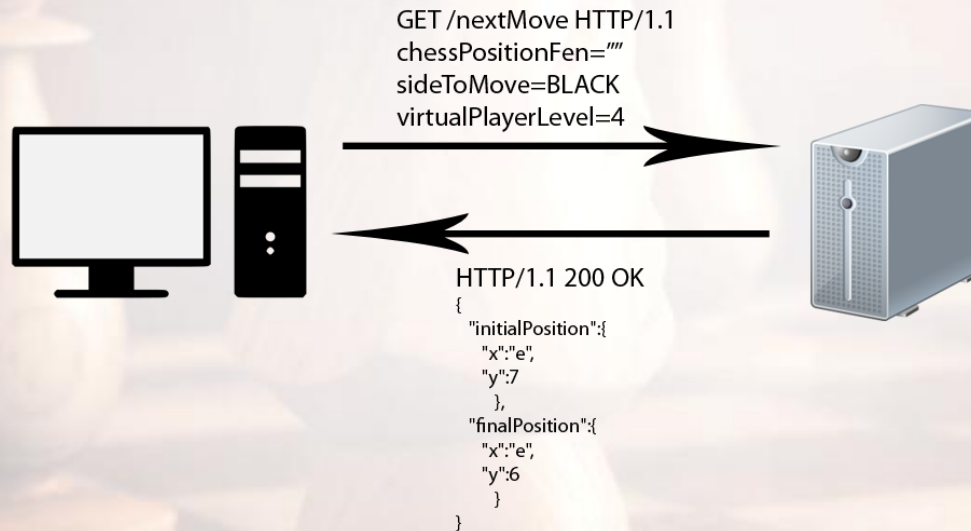 GET /nextMove HTTP/1.1
chessPositionFen=””
sideToMove=BLACK
virtualPlayerLevel=4
HTTP/1.1 200 OK
{
"initialPosition":{
"x":"e",
"y":7
},
"finalPosition":{
"x":"e",
"y":6
}
}